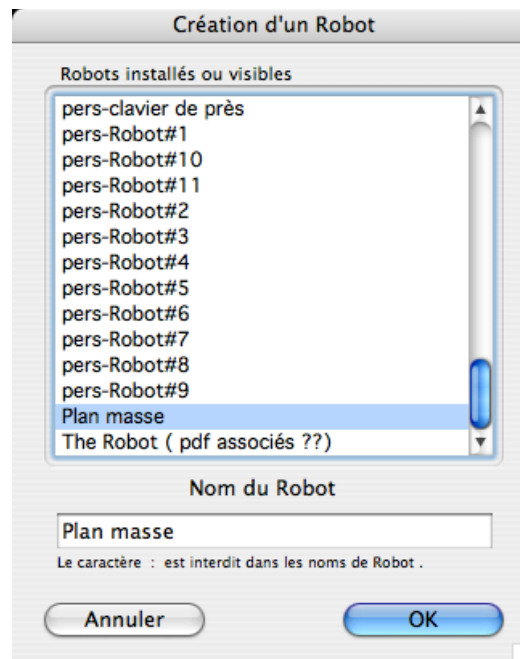 Création d'un Robot
Robots installés ou visibles
pers-clavier de près
pers-Robot#1
pers-Robot#10
pers-Robot#11
pers-Robot#2
pers-Robot#3
pers-Robot#4
pers-Robot#5
pers-Robot#6
pers-Robot#7
pers-Robot#8
pers-Robot#9
Plan masse
The Robot ( pdf associés ??)
Nom du Robot
Plan masse
Le caractère : est interdit dans les noms de Robot .
Annuler
OK